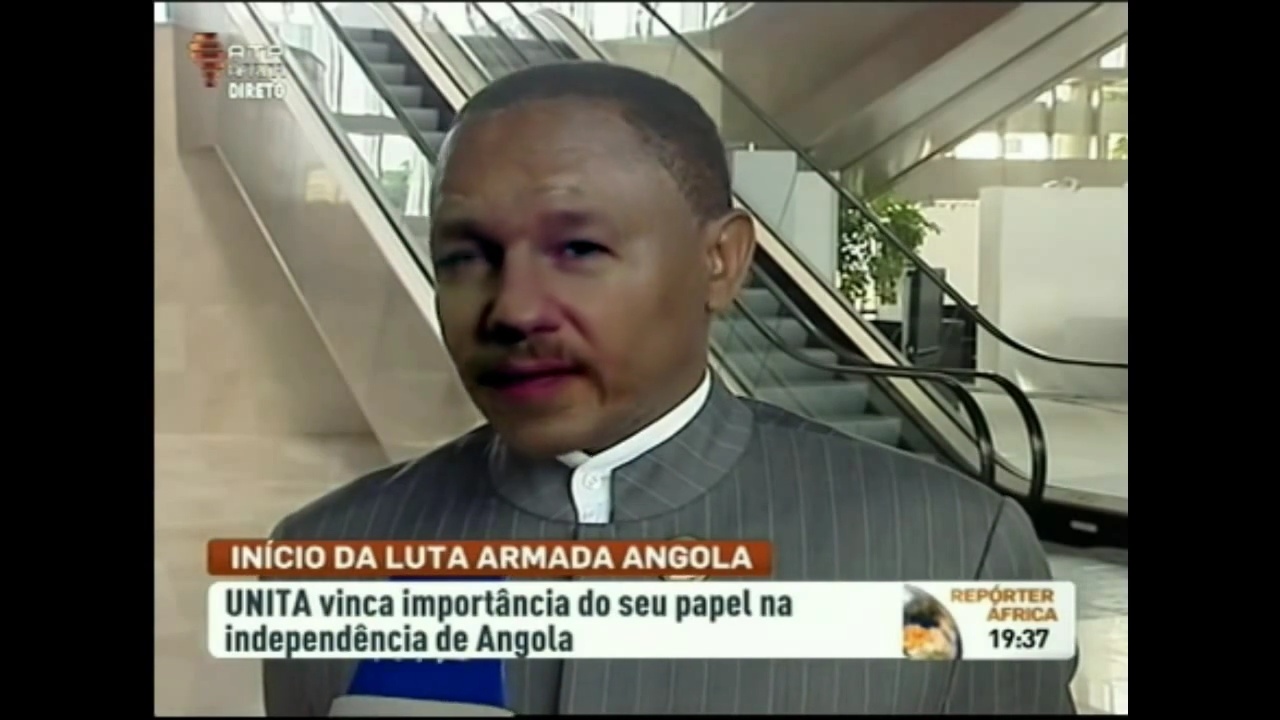 DIRETO
INÍCIO DA LUTA ARMADA ANGOLA
UNITA vinca importância do seu papel na
independência de Angola
REPÓRTER
ÁFRICA
19:37